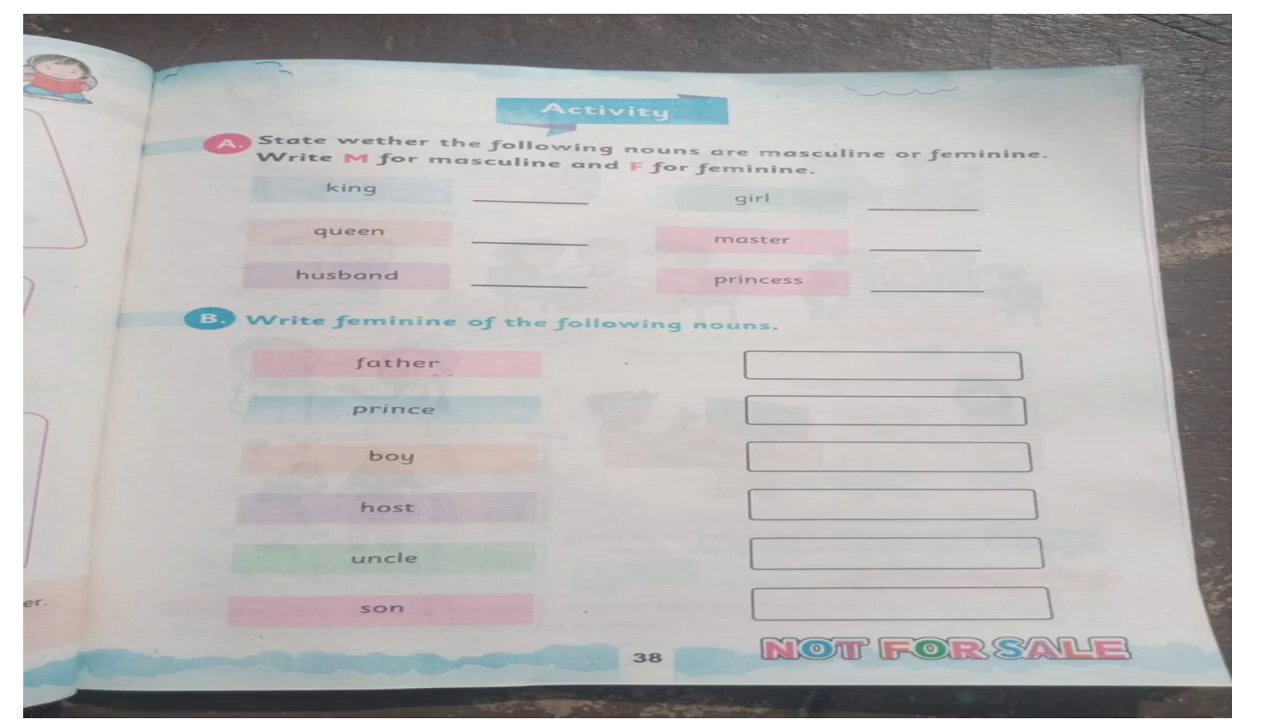 Activity
A. State wether the following nouns are masculine or feminine.
Write M for masculine and F for feminine.
king girl
queen master
husband princess
B. Write feminine of the following nouns.
father
prince
boy
host
uncle
son
er.
38
NOT FOR SALE